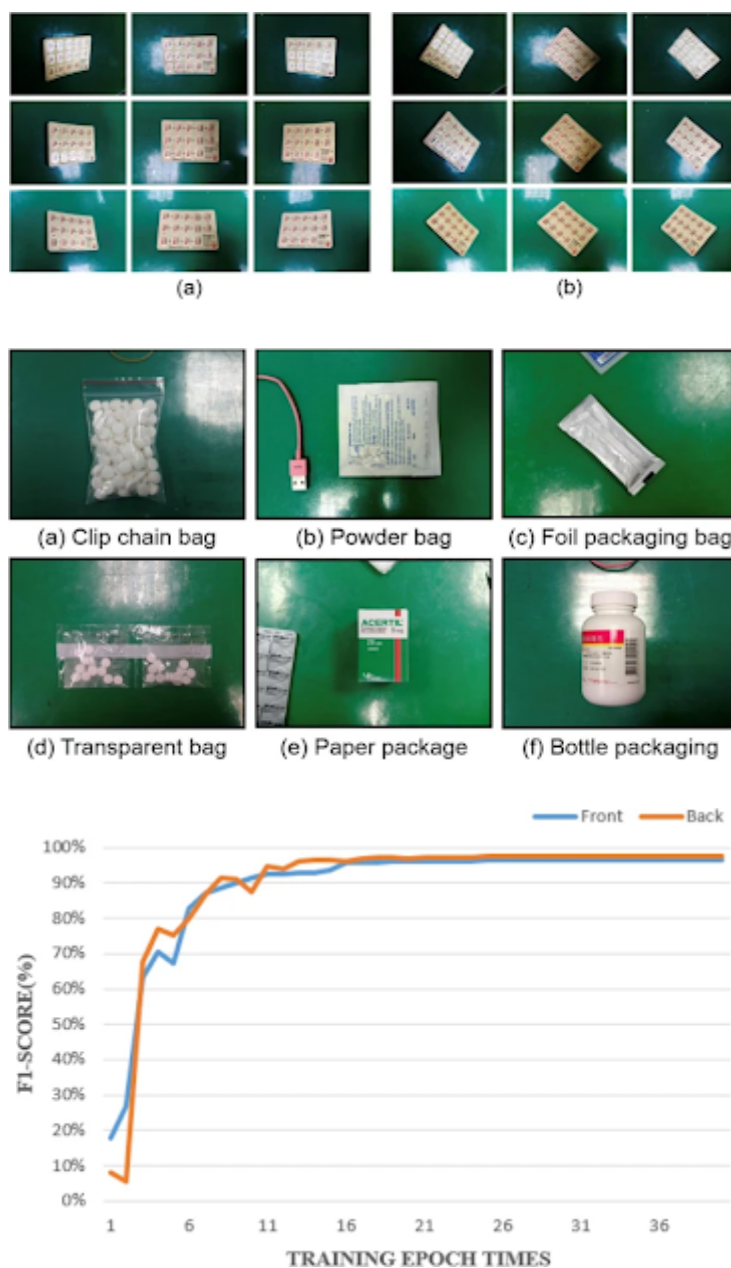 (a)
(b)
(a) Clip chain bag
(b) Powder bag
(c) Foil packaging bag
ACERTIL
(d) Transparent bag
(e) Paper package
(f) Bottle packaging
Front
Back
100%
90%
80%
70%
60%
50%
40%
30%
20%
10%
0%
F1-SCORE(%)
1
6
11
16
21
26
31
36
TRAINING EPOCH TIMES